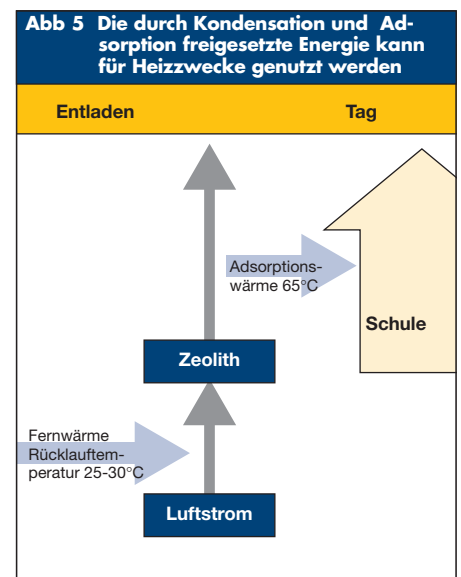 Abb 5 Die durch Kondensation und Ad-
sorption freigesetzte Energie kann
für Heizzwecke genutzt werden
Entladen Tag
Adsorptions-
wärme 65°C
Schule
Zeolith
Fernwärme
Rücklauftem-
peratur 25-30°C
Luftstrom